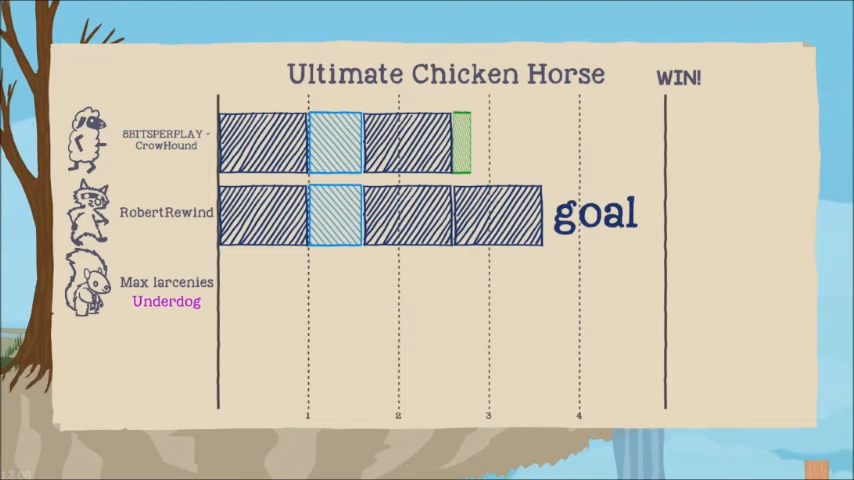 Ultimate Chicken Horse
WIN!
8BITSPERPLAY -
CrowHound
RobertRewind
goal
Max larcenies
Underdog
1 2 3 4